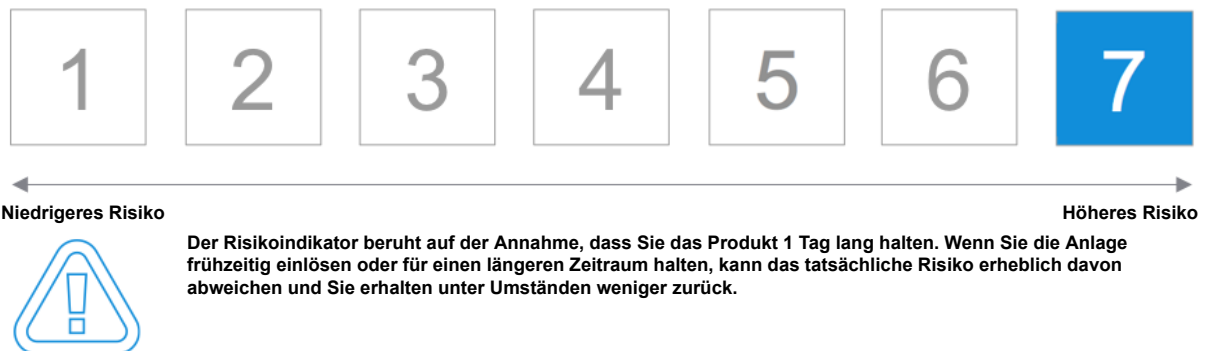 1 2 3 4 5 6 7
Niedrigeres Risiko Höheres Risiko
Der Risikoindikator beruht auf der Annahme, dass Sie das Produkt 1 Tag lang halten. Wenn Sie die Anlage
frühzeitig einlösen oder für einen längeren Zeitraum halten, kann das tatsächliche Risiko erheblich davon
abweichen und Sie erhalten unter Umständen weniger zurück.